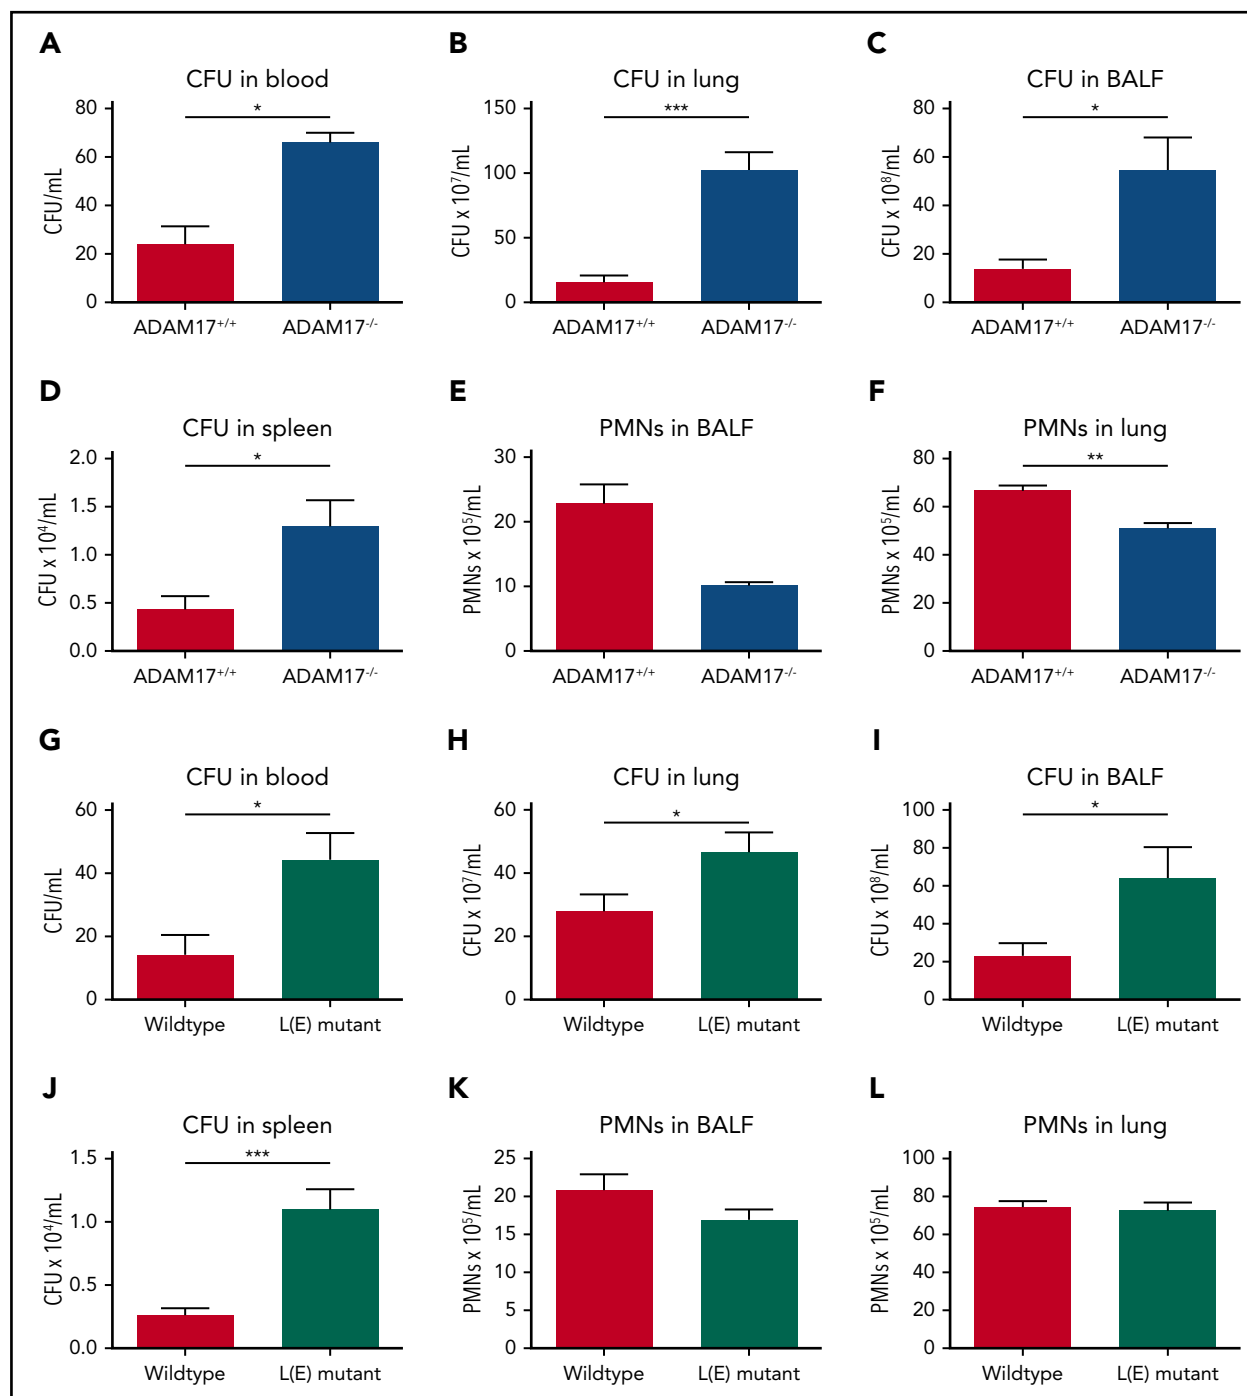 A
CFU in blood
*
80
60
40
20
0
CFU/mL
ADAM17+/+ ADAM17-/-
B
CFU in lung
***
150
100
50
0
CFU x 10⁷/mL
ADAM17+/+ ADAM17-/-
C
CFU in BALF
*
80
60
40
20
0
CFU x 10⁸/mL
ADAM17+/+ ADAM17-/-
D
CFU in spleen
*
2.0
1.5
1.0
0.5
0.0
CFU x 10⁴/mL
ADAM17+/+ ADAM17-/-
E
PMNs in BALF
30
20
10
0
PMNs x 10⁵/mL
ADAM17+/+ ADAM17-/-
F
PMNs in lung
**
80
60
40
20
0
PMNs x 10⁵/mL
ADAM17+/+ ADAM17-/-
G
CFU in blood
*
60
40
20
0
CFU/mL
Wildtype L(E) mutant
H
CFU in lung
*
60
40
20
0
CFU x 10⁷/mL
Wildtype L(E) mutant
I
CFU in BALF
*
100
80
60
40
20
0
CFU x 10⁸/mL
Wildtype L(E) mutant
J
CFU in spleen
***
1.5
1.0
0.5
0.0
CFU x 10⁴/mL
Wildtype L(E) mutant
K
PMNs in BALF
25
20
15
10
5
0
PMNs x 10⁵/mL
Wildtype L(E) mutant
L
PMNs in lung
100
80
60
40
20
0
PMNs x 10⁵/mL
Wildtype L(E) mutant